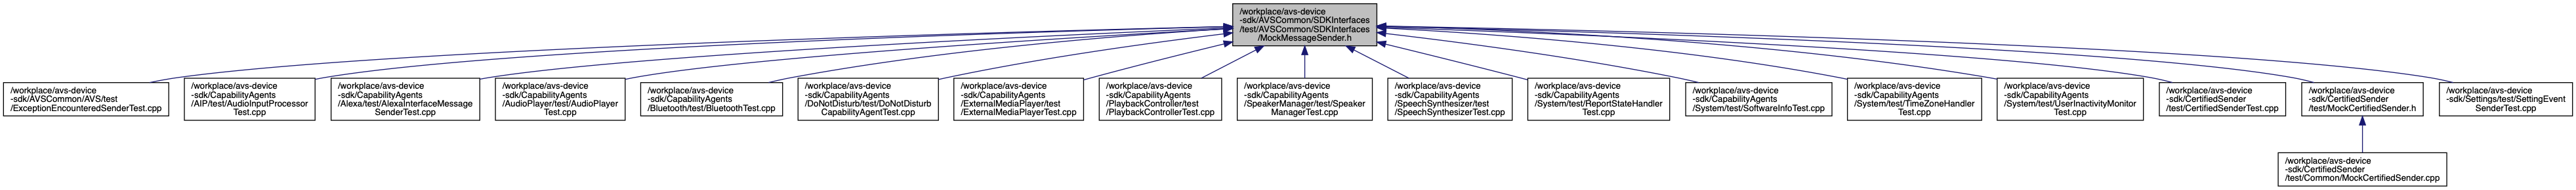 /workplace/avs-device
-sdk/AVSCommon/SDKInterfaces
/test/AVSCommon/SDKInterfaces
/MockMessageSender.h
/workplace/avs-device
-sdk/AVSCommon/AVS/test
/ExceptionEncounteredSenderTest.cpp
/workplace/avs-device
-sdk/CapabilityAgents
/AIP/test/AudioInputProcessor
Test.cpp
/workplace/avs-device
-sdk/CapabilityAgents
/Alexa/test/AlexaInterfaceMessage
SenderTest.cpp
/workplace/avs-device
-sdk/CapabilityAgents
/AudioPlayer/test/AudioPlayer
Test.cpp
/workplace/avs-device
-sdk/CapabilityAgents
/Bluetooth/test/BluetoothTest.cpp
/workplace/avs-device
-sdk/CapabilityAgents
/DoNotDisturb/test/DoNotDisturb
CapabilityAgentTest.cpp
/workplace/avs-device
-sdk/CapabilityAgents
/ExternalMediaPlayer/test
/ExternalMediaPlayerTest.cpp
/workplace/avs-device
-sdk/CapabilityAgents
/PlaybackController/test
/PlaybackControllerTest.cpp
/workplace/avs-device
-sdk/CapabilityAgents
/SpeakerManager/test/Speaker
ManagerTest.cpp
/workplace/avs-device
-sdk/CapabilityAgents
/SpeechSynthesizer/test
/SpeechSynthesizerTest.cpp
/workplace/avs-device
-sdk/CapabilityAgents
/System/test/ReportStateHandler
Test.cpp
/workplace/avs-device
-sdk/CapabilityAgents
/System/test/SoftwareInfoTest.cpp
/workplace/avs-device
-sdk/CapabilityAgents
/System/test/TimeZoneHandler
Test.cpp
/workplace/avs-device
-sdk/CapabilityAgents
/System/test/UserInactivityMonitor
Test.cpp
/workplace/avs-device
-sdk/CertifiedSender
/test/CertifiedSenderTest.cpp
/workplace/avs-device
-sdk/CertifiedSender
/test/MockCertifiedSender.h
/workplace/avs-device
-sdk/Settings/test/SettingEvent
SenderTest.cpp
/workplace/avs-device
-sdk/CertifiedSender
/test/Common/MockCertifiedSender.cpp